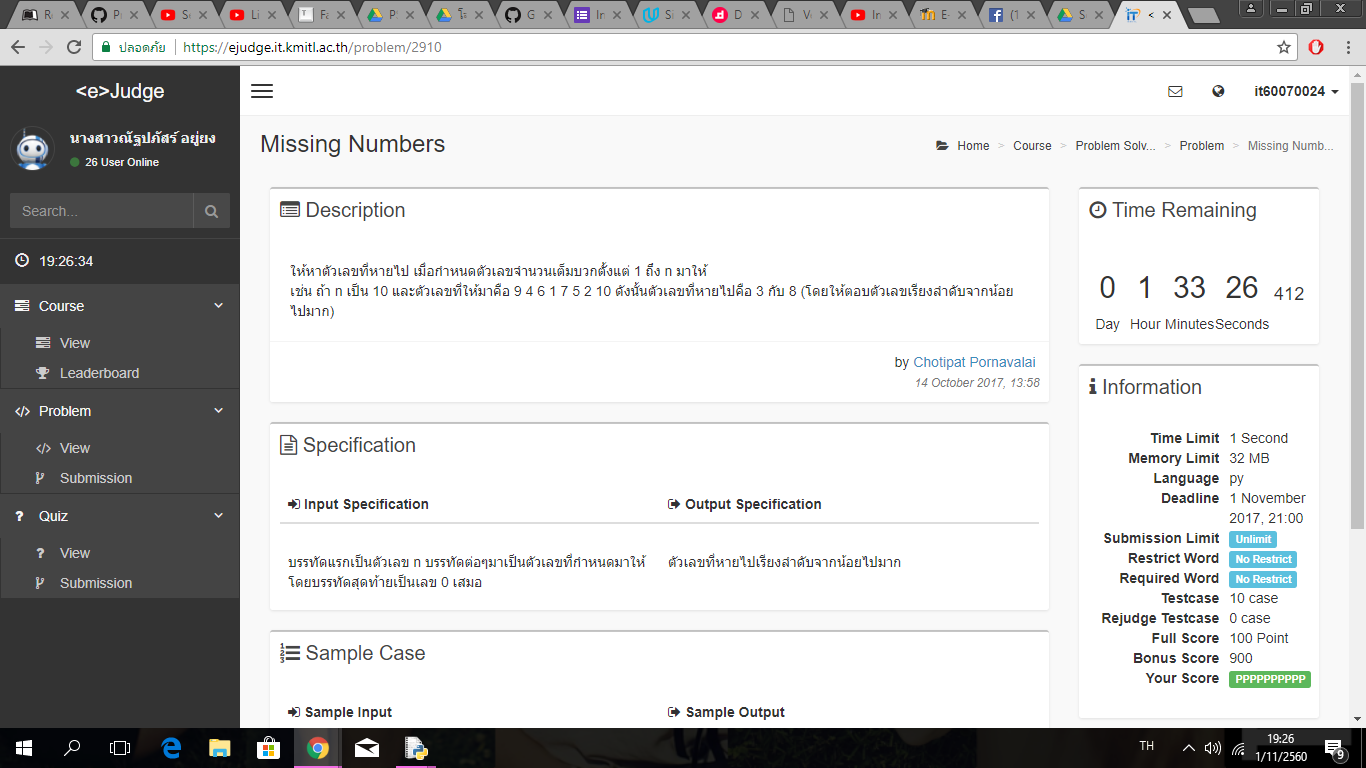 https://ejudge.it.kmitl.ac.th/problem/2910
ปลอดภัย
<e>Judge
it60070024
นางสาวณัฐปภัสร์ อยู่ยง
26 User Online
Search...
19:26:34
Course
View
Leaderboard
Problem
View
Submission
Quiz
View
Submission
Missing Numbers
Home > Course > Problem Solv... > Problem > Missing Numb...
Description
ให้หาตัวเลขที่หายไป เมื่อกำหนดตัวเลขจำนวนเต็มบวกตั้งแต่ 1 ถึง n มาให้
เช่น ถ้า n เป็น 10 และตัวเลขที่ให้มาคือ 9 4 6 1 7 5 2 10 ดังนั้นตัวเลขที่หายไปคือ 3 กับ 8 (โดยให้ตอบตัวเลขเรียงลำดับจากน้อย
ไปมาก)
by Chotipat Pornavalai
14 October 2017, 13:58
Specification
Input Specification
Output Specification
บรรทัดแรกเป็นตัวเลข n บรรทัดต่อๆมาเป็นตัวเลขที่กำหนดมาให้
โดยบรรทัดสุดท้ายเป็นเลข 0 เสมอ
ตัวเลขที่หายไปเรียงลำดับจากน้อยไปมาก
Sample Case
Sample Input
Sample Output
Time Remaining
0 1 33 26 412
Day Hour Minutes Seconds
Information
Time Limit 1 Second
Memory Limit 32 MB
Language py
Deadline 1 November
2017, 21:00
Submission Limit Unlimit
Restrict Word No Restrict
Required Word No Restrict
Testcase 10 case
Rejudge Testcase 0 case
Full Score 100 Point
Bonus Score 900
Your Score PPPPPPPPPP
TH
19:26
1/11/2560
9